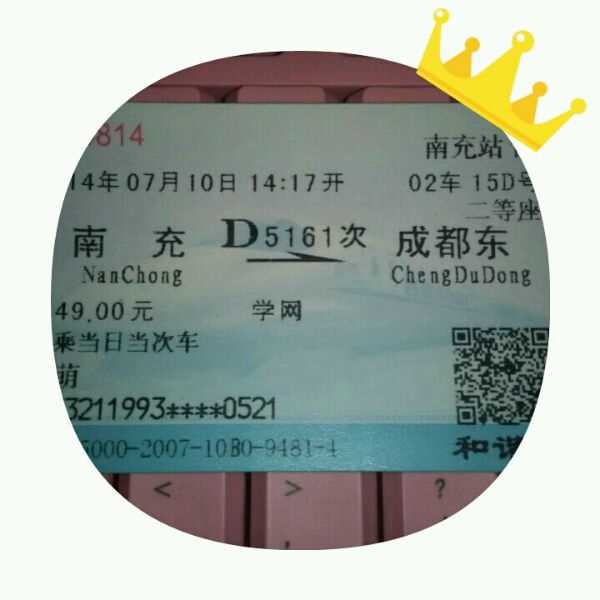 814
南充站
14年07月10日14:17开 02车 15D号
二等座
南充 D5161次 成都东
NanChong ChengDuDong
49.00元 学网
乘当日当次车
萌
3211993****0521
5000-2007-10B0-9481-4 和谐
< > ?